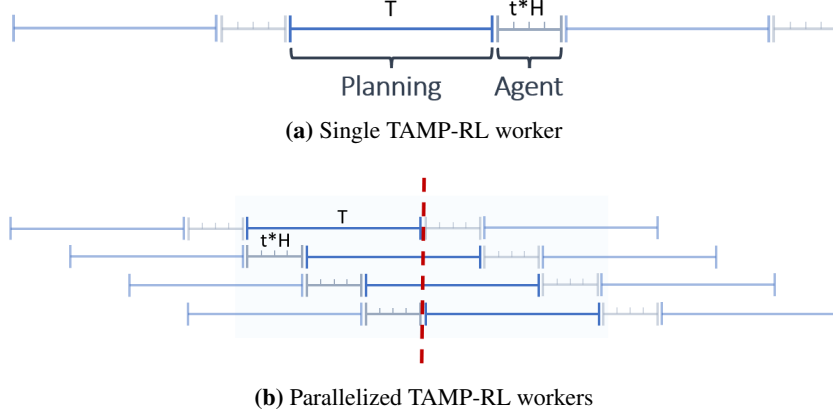 T t*H
Planning Agent
(a) Single TAMP-RL worker
T
t*H
(b) Parallelized TAMP-RL workers